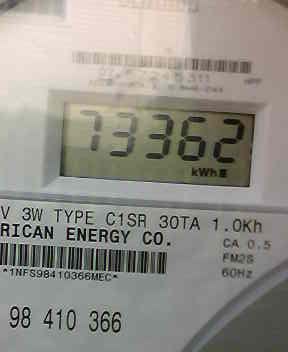 73362
kWh
V 3W TYPE C1SR 30TA 1.0Kh
RICAN ENERGY CO.
CA 0.5
FM2S
60Hz
*1NFS98410366MEC*
98 410 366